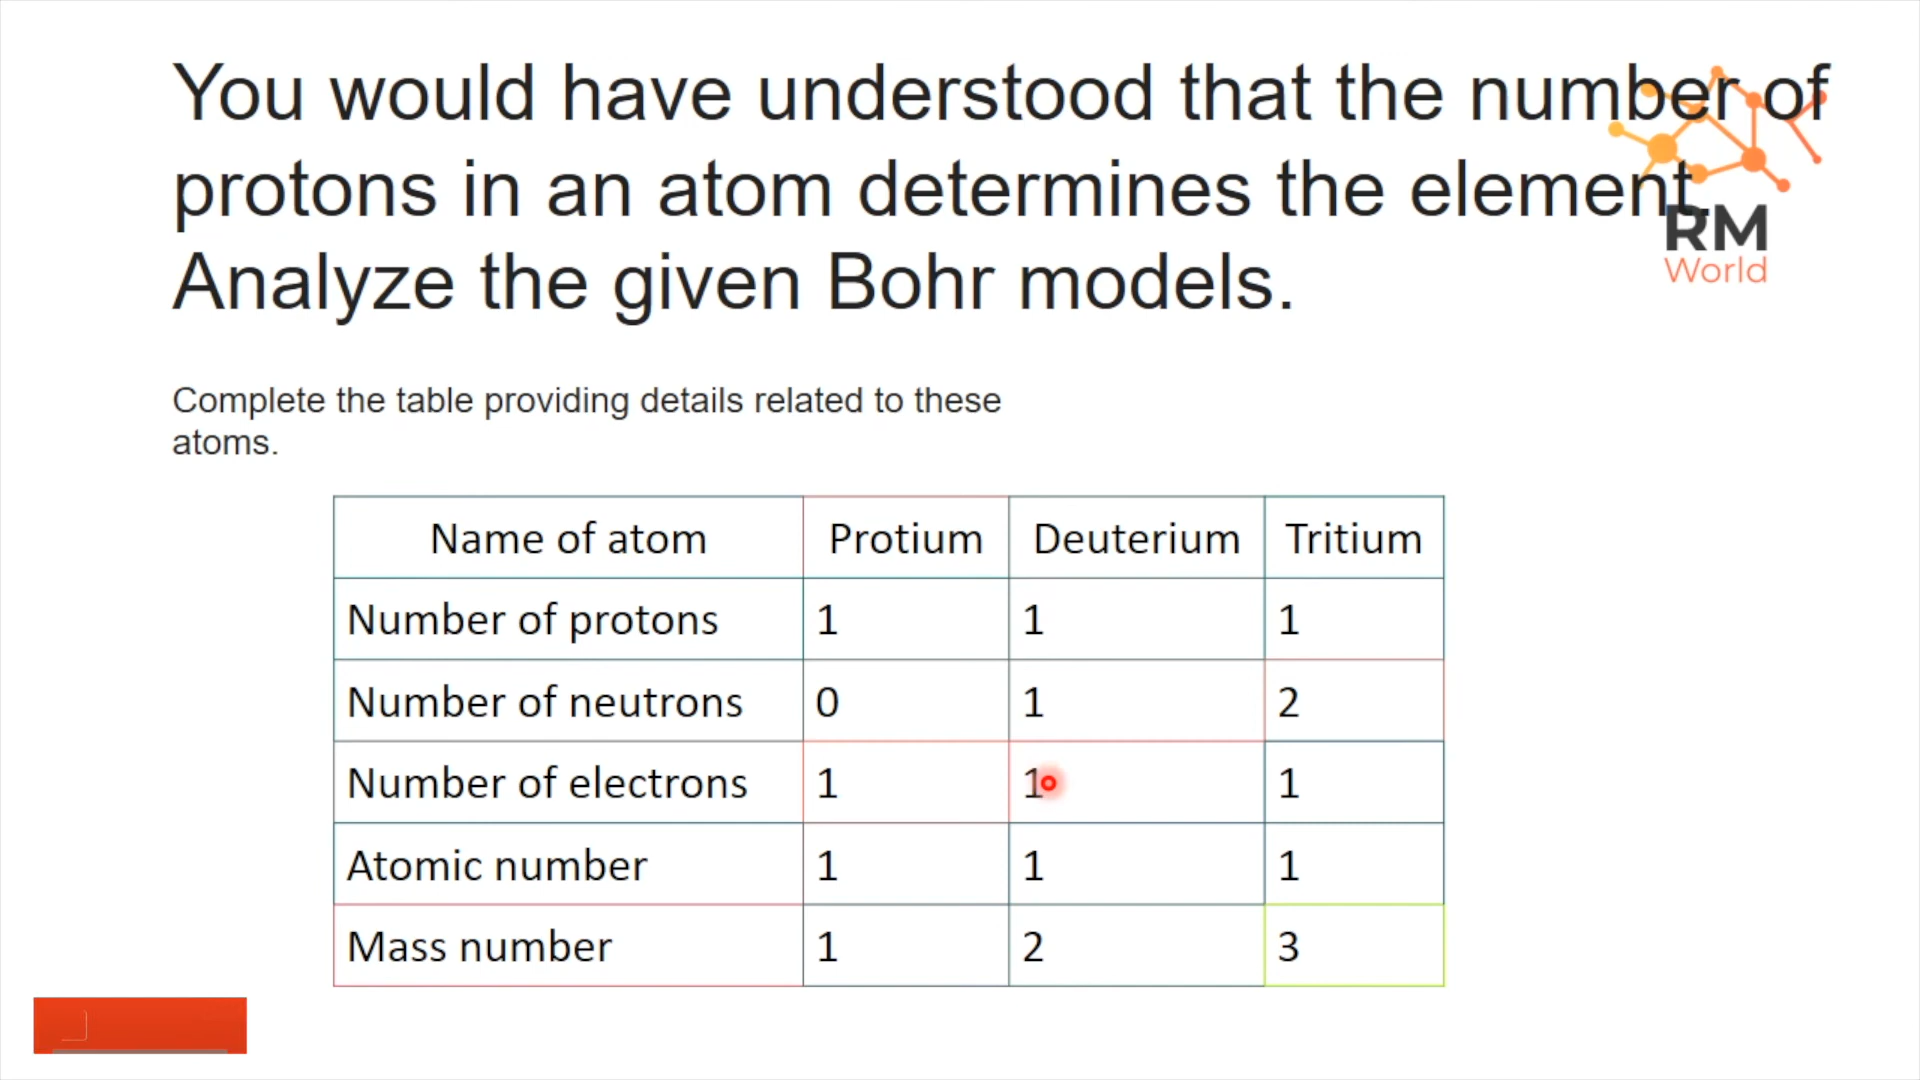 You would have understood that the number of
protons in an atom determines the element.
Analyze the given Bohr models.
RM
World
Complete the table providing details related to these
atoms.
Name of atom Protium Deuterium Tritium
Number of protons 1 1 1
Number of neutrons 0 1 2
Number of electrons 1 1 1
Atomic number 1 1 1
Mass number 1 2 3